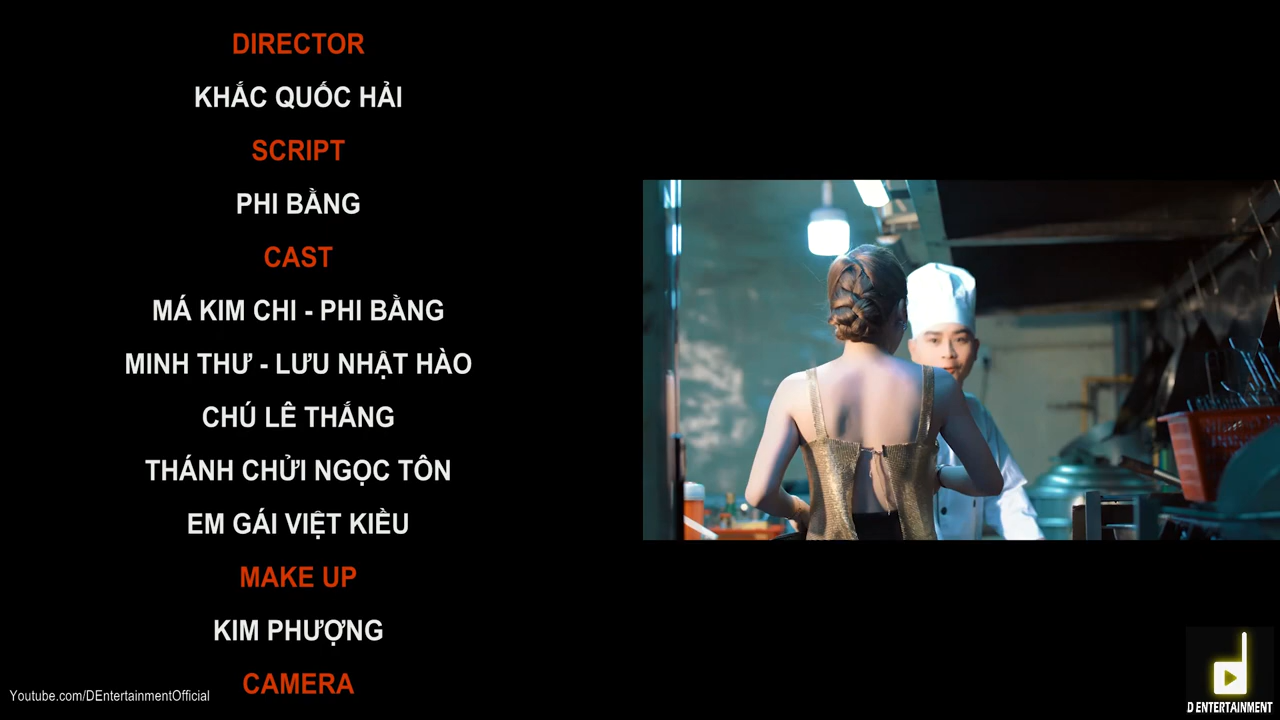 DIRECTOR
KHẮC QUỐC HẢI
SCRIPT
PHI BẰNG
CAST
MÁ KIM CHI - PHI BẰNG
MINH THƯ - LƯU NHẬT HÀO
CHÚ LÊ THẮNG
THÁNH CHỬI NGỌC TÔN
EM GÁI VIỆT KIỀU
MAKE UP
KIM PHƯỢNG
CAMERA
Youtube.com/DEntertainmentOfficial
D ENTERTAINMENT